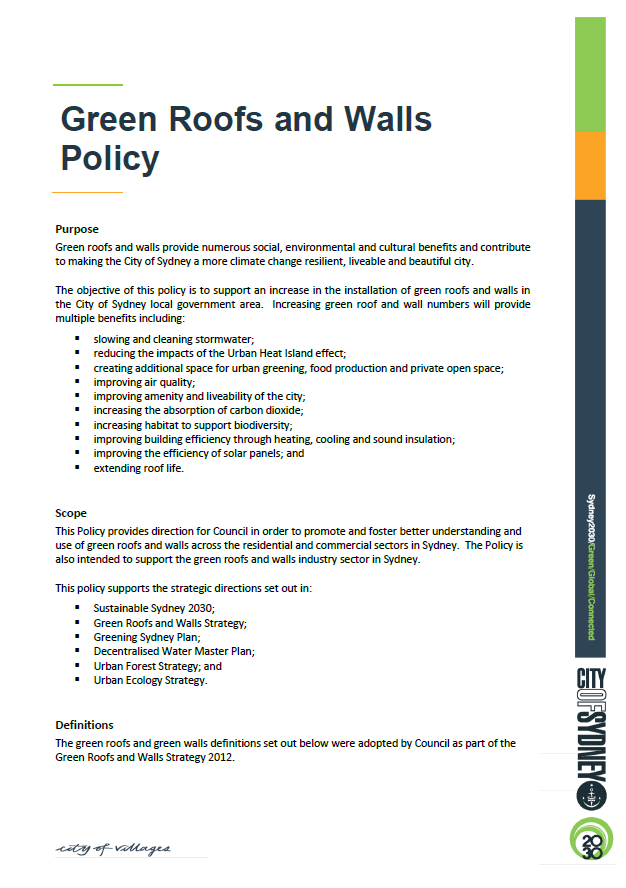 Green Roofs and Walls
Policy
Purpose
Green roofs and walls provide numerous social, environmental and cultural benefits and contribute
to making the City of Sydney a more climate change resilient, liveable and beautiful city.
The objective of this policy is to support an increase in the installation of green roofs and walls in
the City of Sydney local government area.  Increasing green roof and wall numbers will provide
multiple benefits including:
▪ slowing and cleaning stormwater;
▪ reducing the impacts of the Urban Heat Island effect;
▪ creating additional space for urban greening, food production and private open space;
▪ improving air quality;
▪ improving amenity and liveability of the city;
▪ increasing the absorption of carbon dioxide;
▪ increasing habitat to support biodiversity;
▪ improving building efficiency through heating, cooling and sound insulation;
▪ improving the efficiency of solar panels; and
▪ extending roof life.
Scope
This Policy provides direction for Council in order to promote and foster better understanding and
use of green roofs and walls across the residential and commercial sectors in Sydney.  The Policy is
also intended to support the green roofs and walls industry sector in Sydney.
This policy supports the strategic directions set out in:
▪ Sustainable Sydney 2030;
▪ Green Roofs and Walls Strategy;
▪ Greening Sydney Plan;
▪ Decentralised Water Master Plan;
▪ Urban Forest Strategy; and
▪ Urban Ecology Strategy.
Definitions
The green roofs and green walls definitions set out below were adopted by Council as part of the
Green Roofs and Walls Strategy 2012.
city of villages
Sydney2030/Green/Global/Connected
CITY OF SYDNEY
20
30